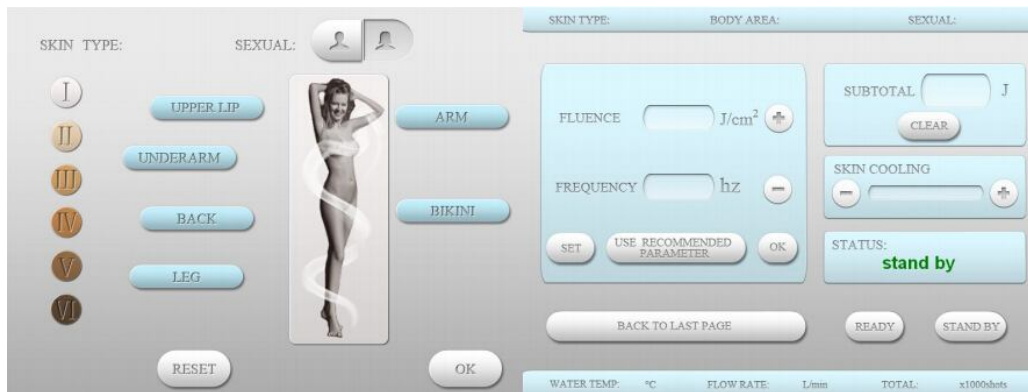 SKIN TYPE:
SEXUAL:
I
II
III
IV
V
VI
UPPER LIP
UNDERARM
BACK
LEG
ARM
BIKINI
RESET
OK
SKIN TYPE: BODY AREA: SEXUAL:
FLUENCE J/cm² +
FREQUENCY hz −
SET
USE RECOMMENDED
PARAMETER
OK
SUBTOTAL J
CLEAR
SKIN COOLING
− +
STATUS:
stand by
BACK TO LAST PAGE
READY
STAND BY
WATER TEMP: °C FLOW RATE: L/min TOTAL: x1000shots